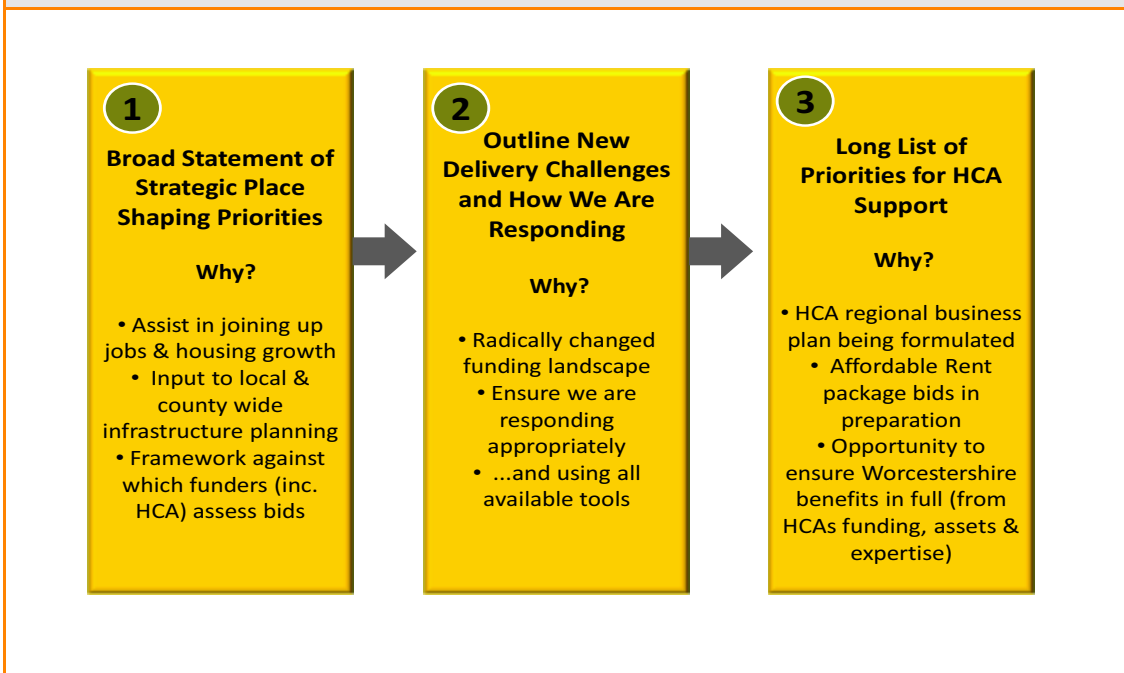 1
Broad Statement of
Strategic Place
Shaping Priorities
Why?
• Assist in joining up
jobs & housing growth
• Input to local &
county wide
infrastructure planning
• Framework against
which funders (inc.
HCA) assess bids
2
Outline New
Delivery Challenges
and How We Are
Responding
Why?
• Radically changed
funding landscape
• Ensure we are
responding
appropriately
• ...and using all
available tools
3
Long List of
Priorities for HCA
Support
Why?
• HCA regional business
plan being formulated
• Affordable Rent
package bids in
preparation
• Opportunity to
ensure Worcestershire
benefits in full (from
HCAs funding, assets &
expertise)